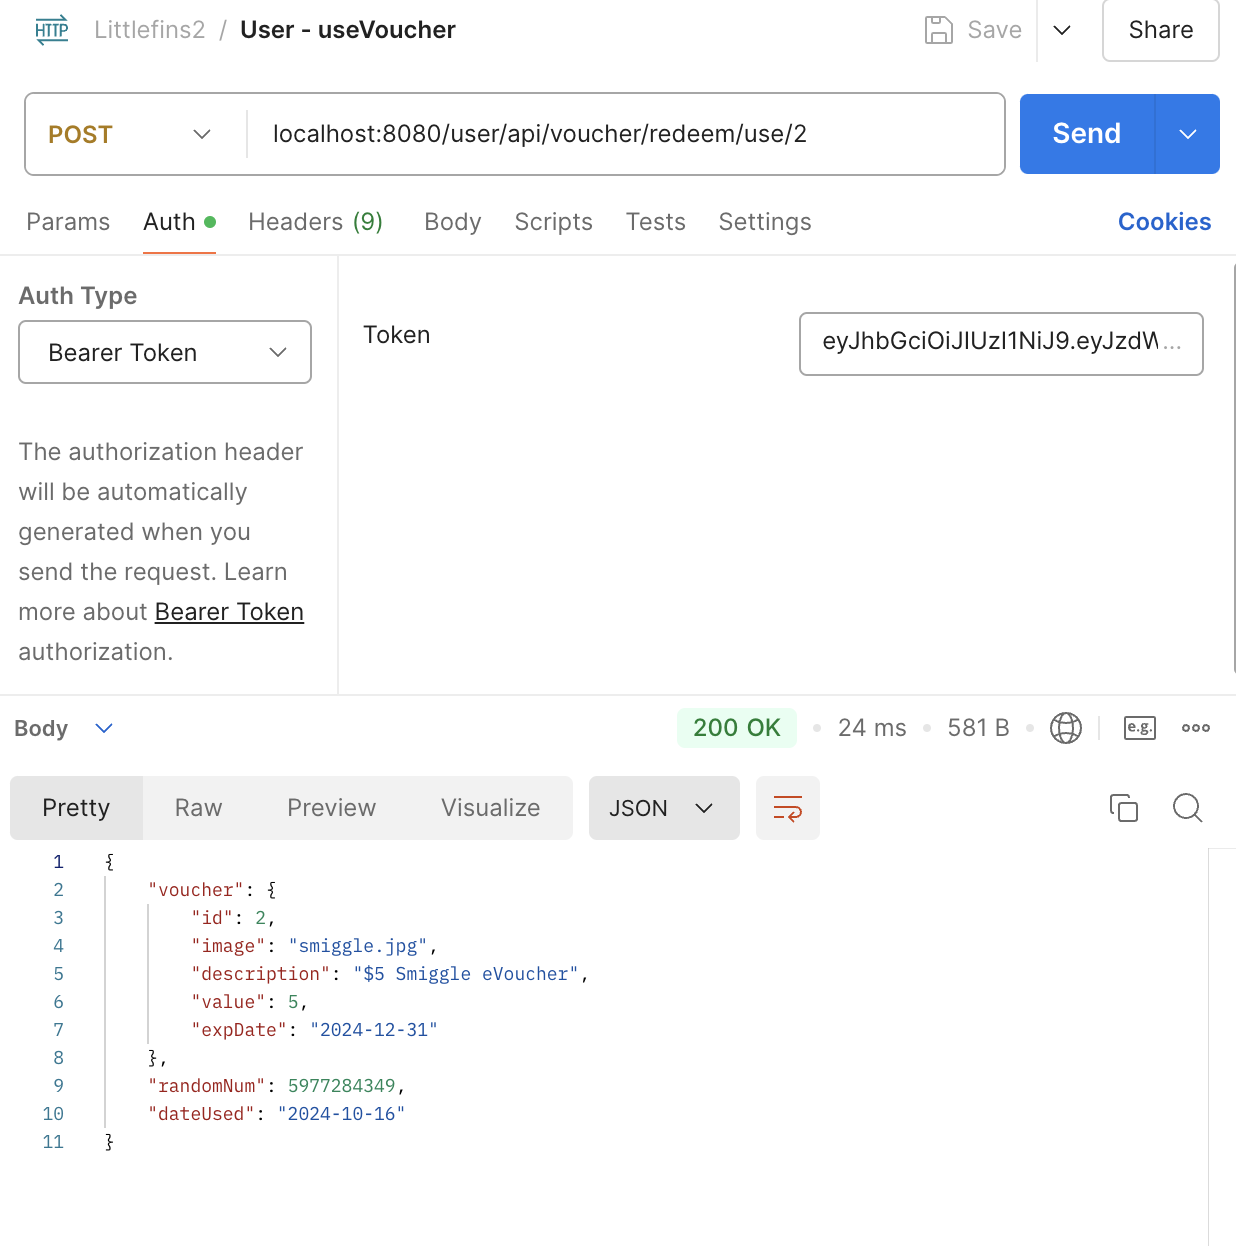 HTTP Littlefins2 / User - useVoucher Save Share
POST localhost:8080/user/api/voucher/redeem/use/2 Send
Params Auth Headers (9) Body Scripts Tests Settings Cookies
Auth Type
Bearer Token
Token eyJhbGciOiJIUzI1NiJ9.eyJzdW...
The authorization header
will be automatically
generated when you
send the request. Learn
more about Bearer Token
authorization.
Body 200 OK • 24 ms • 581 B • e.g.
Pretty Raw Preview Visualize JSON
1 {
2 "voucher": {
3 "id": 2,
4 "image": "smiggle.jpg",
5 "description": "$5 Smiggle eVoucher",
6 "value": 5,
7 "expDate": "2024-12-31"
8 },
9 "randomNum": 5977284349,
10 "dateUsed": "2024-10-16"
11 }